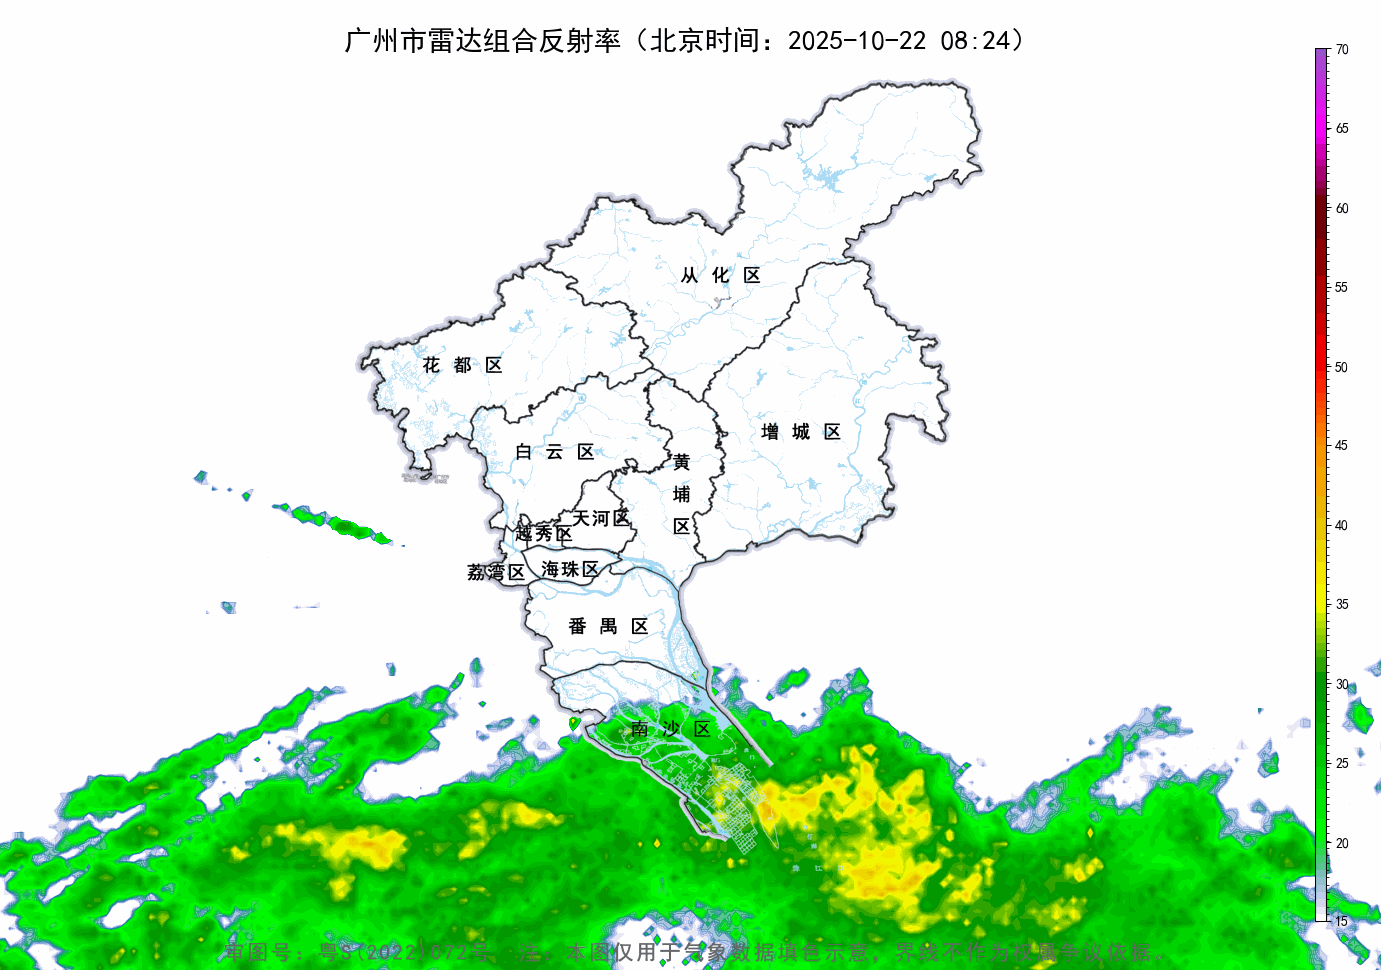 广州市雷达组合反射率（北京时间：2025-10-22 08:24）
70
65
60
55
50
45
40
35
30
25
20
15
从化区
花都区
增城区
白云区
黄埔区
天河区
越秀区
荔湾区
海珠区
番禺区
南沙区
审图号：粤S(2022)072号 注：本图仅用于气象数据填色示意，界线不作为权属争议依据。